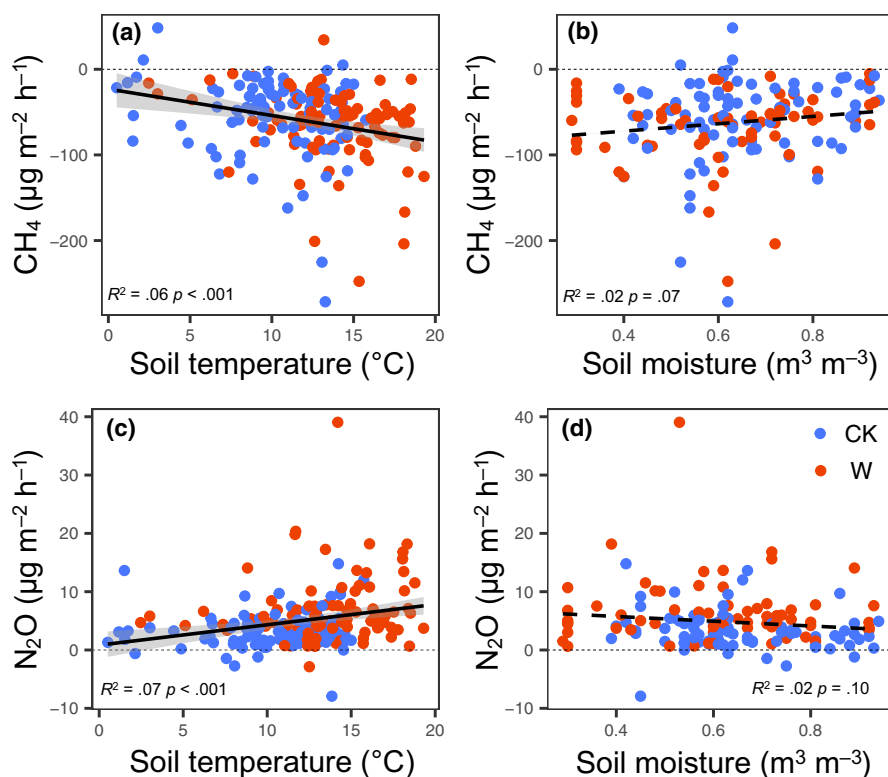 (a)
0
−100
−200
CH₄ (µg m⁻² h⁻¹)
R² = .06 p < .001
0 5 10 15 20
Soil temperature (°C)
(b)
0
−100
−200
CH₄ (µg m⁻² h⁻¹)
R² = .02 p = .07
0.4 0.6 0.8
Soil moisture (m³ m⁻³)
(c)
40
30
20
10
0
−10
N₂O (µg m⁻² h⁻¹)
R² = .07 p < .001
0 5 10 15 20
Soil temperature (°C)
(d)
CK
W
40
30
20
10
0
−10
N₂O (µg m⁻² h⁻¹)
R² = .02 p = .10
0.4 0.6 0.8
Soil moisture (m³ m⁻³)